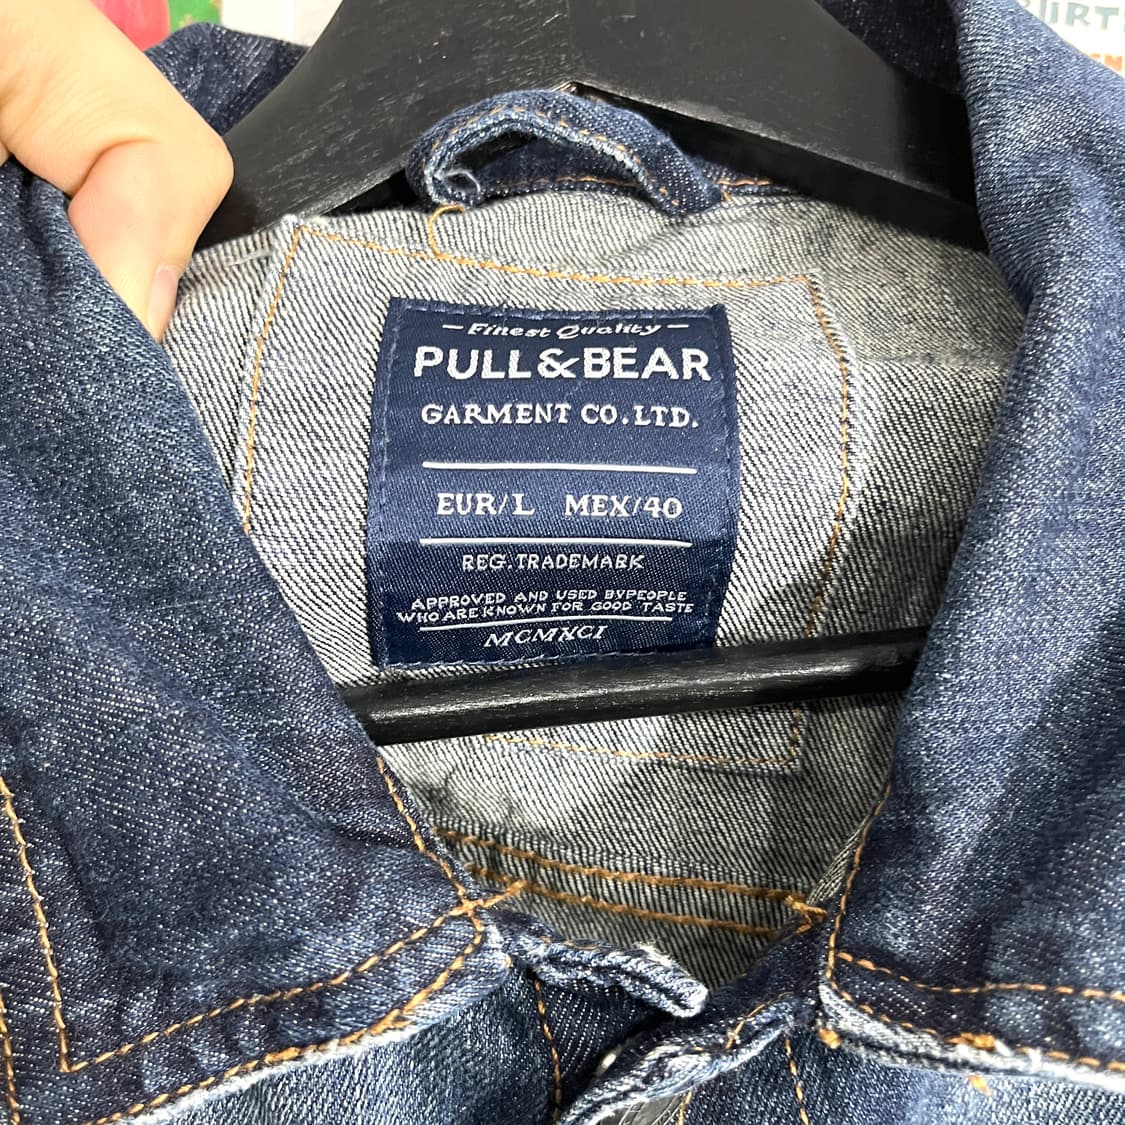 - Finest Quality -
PULL&BEAR
GARMENT CO.LTD.
EUR/L MEX/40
REG.TRADEMARK
APPROVED AND USED BYPEOPLE
WHO ARE KNOWN FOR GOOD TASTE
MCMXCI